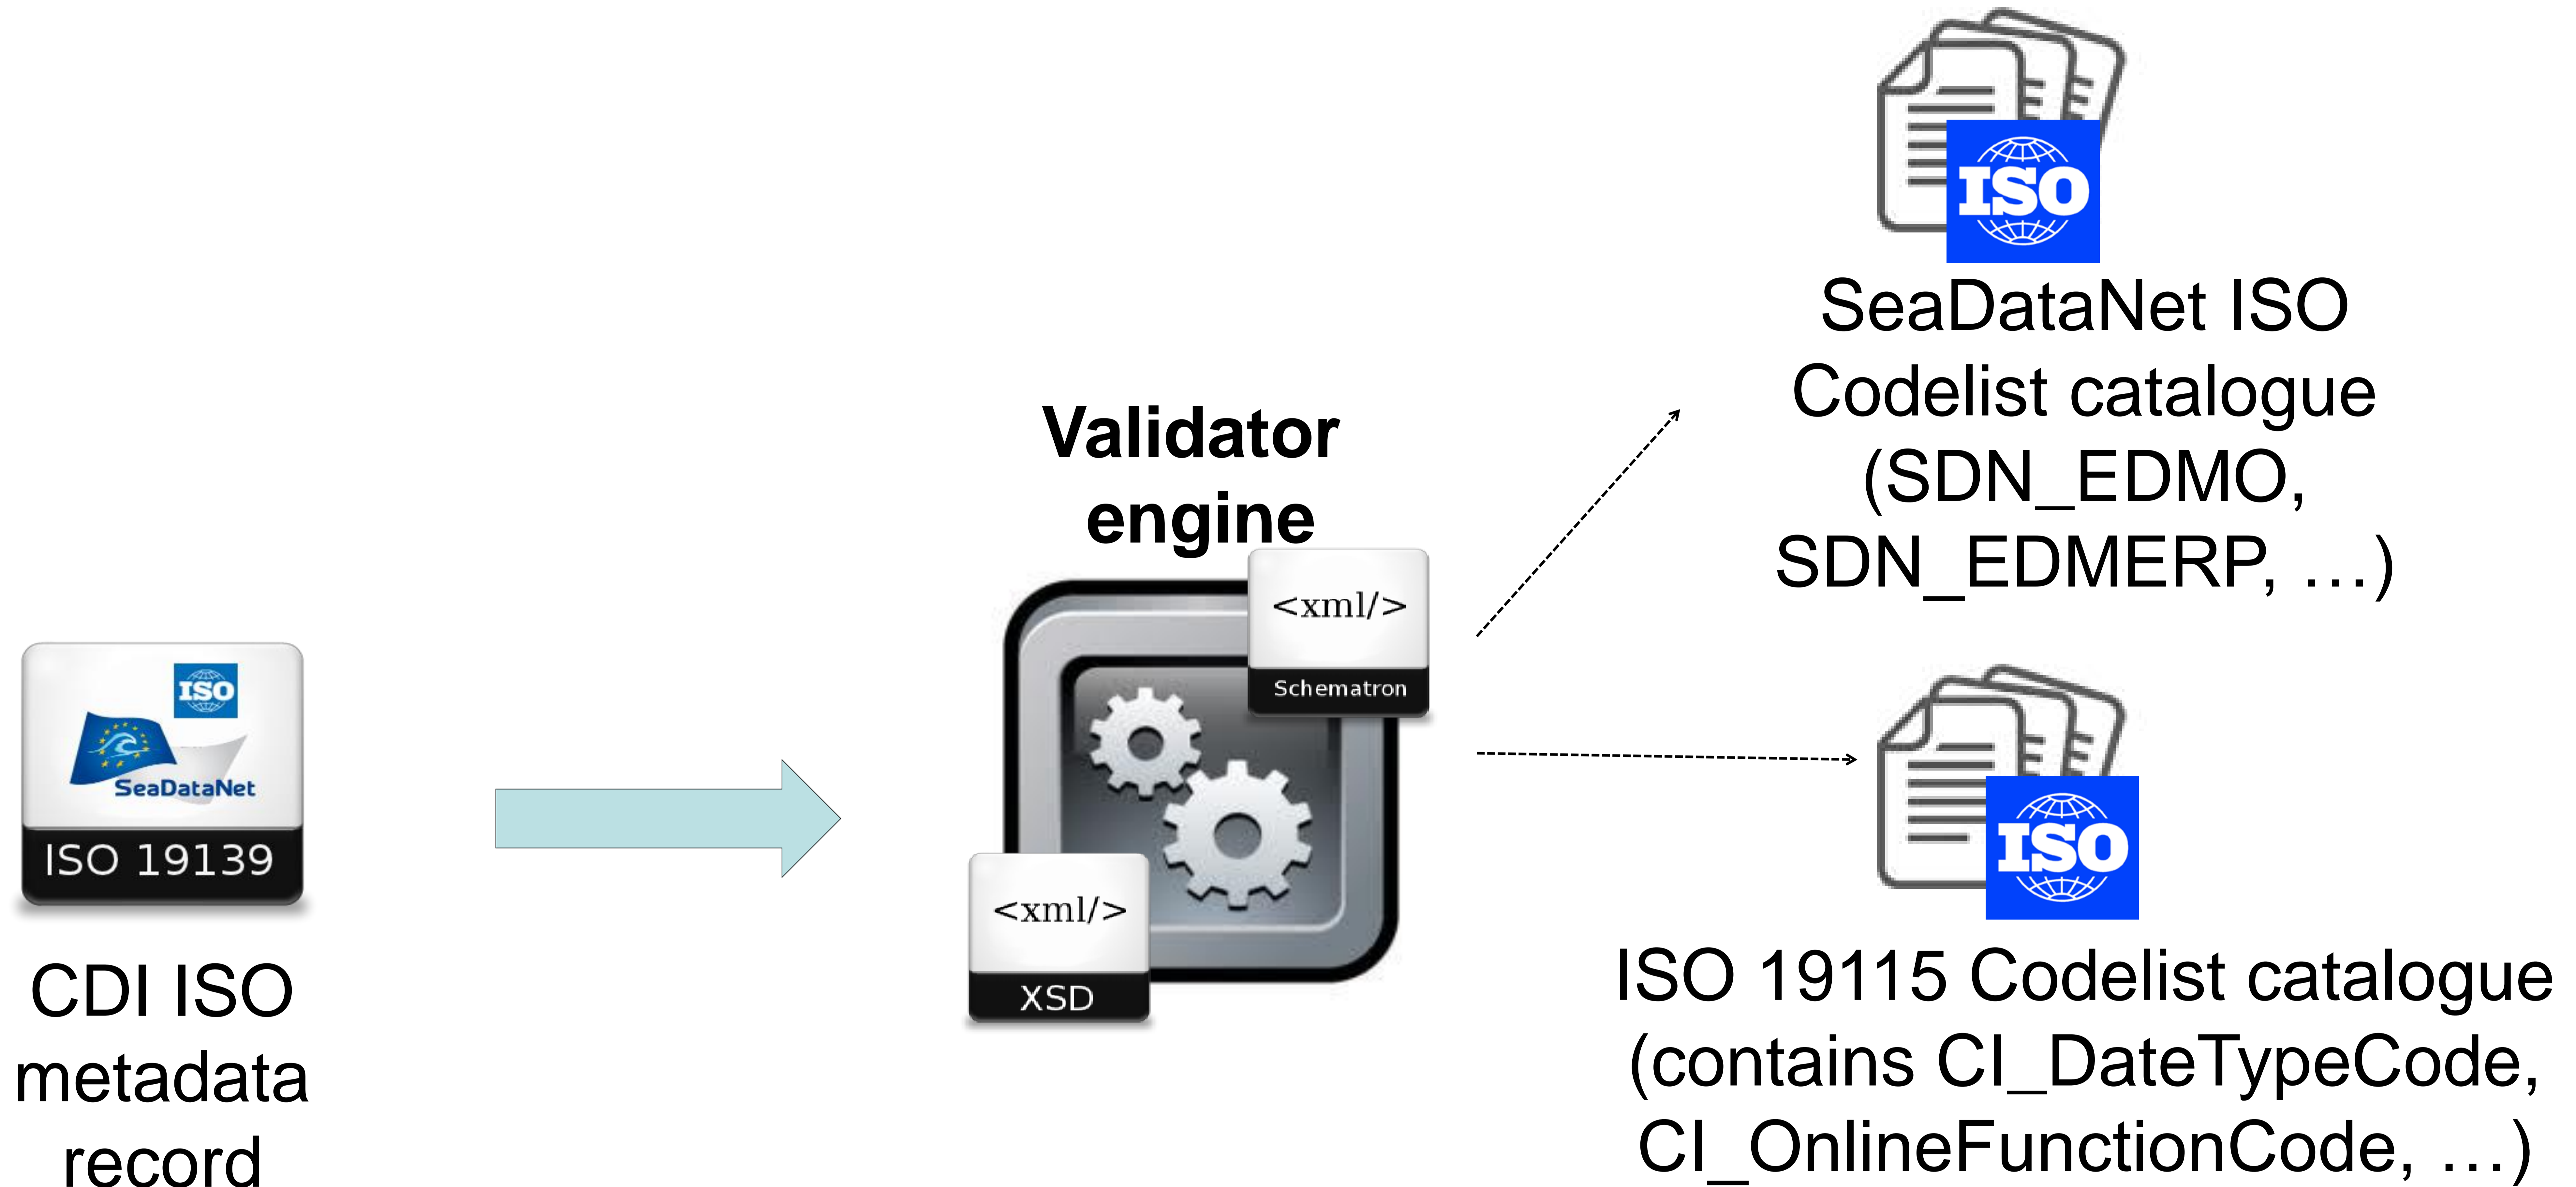 ISO
SeaDataNet
ISO 19139
CDI ISO
metadata
record
Validator
engine
<xml/>
Schematron
<xml/>
XSD
ISO
SeaDataNet ISO
Codelist catalogue
(SDN_EDMO,
SDN_EDMERP, …)
ISO
ISO 19115 Codelist catalogue
(contains CI_DateTypeCode,
CI_OnlineFunctionCode, …)